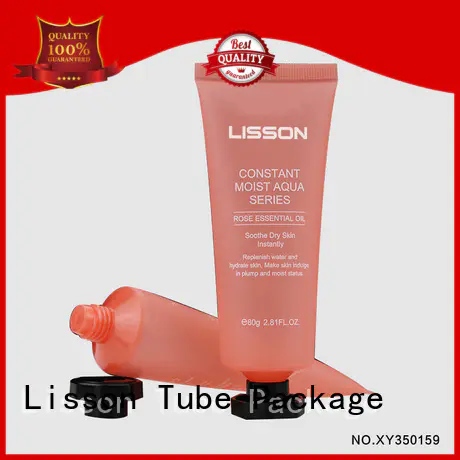 QUALITY
100%
GUARANTEED
Best
QUALITY
guaranteed
LISSON
CONSTANT
MOIST AQUA
SERIES
ROSE ESSENTIAL OIL
Soothe Dry Skin
Instantly
Replenish water and
hydrate skin, Make skin indulge
in plump and moist status.
℮80g 2.81FL.OZ
Lisson Tube Package
NO.XY350159